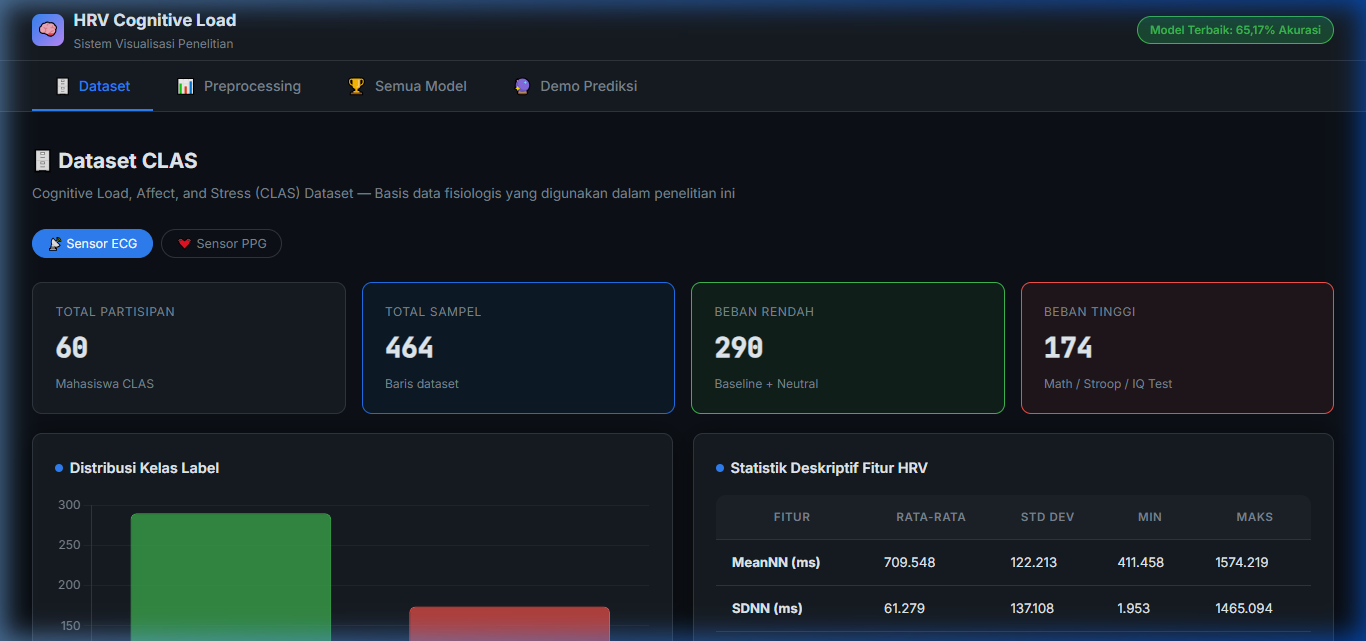 HRV Cognitive Load
Sistem Visualisasi Penelitian
Model Terbaik: 65,17% Akurasi
Dataset
Preprocessing
Semua Model
Demo Prediksi
Dataset CLAS
Cognitive Load, Affect, and Stress (CLAS) Dataset — Basis data fisiologis yang digunakan dalam penelitian ini
Sensor ECG
Sensor PPG
TOTAL PARTISIPAN
60
Mahasiswa CLAS
TOTAL SAMPEL
464
Baris dataset
BEBAN RENDAH
290
Baseline + Neutral
BEBAN TINGGI
174
Math / Stroop / IQ Test
Distribusi Kelas Label
300
250
200
150
Statistik Deskriptif Fitur HRV
FITUR RATA-RATA STD DEV MIN MAKS
MeanNN (ms) 709.548 122.213 411.458 1574.219
SDNN (ms) 61.279 137.108 1.953 1465.094